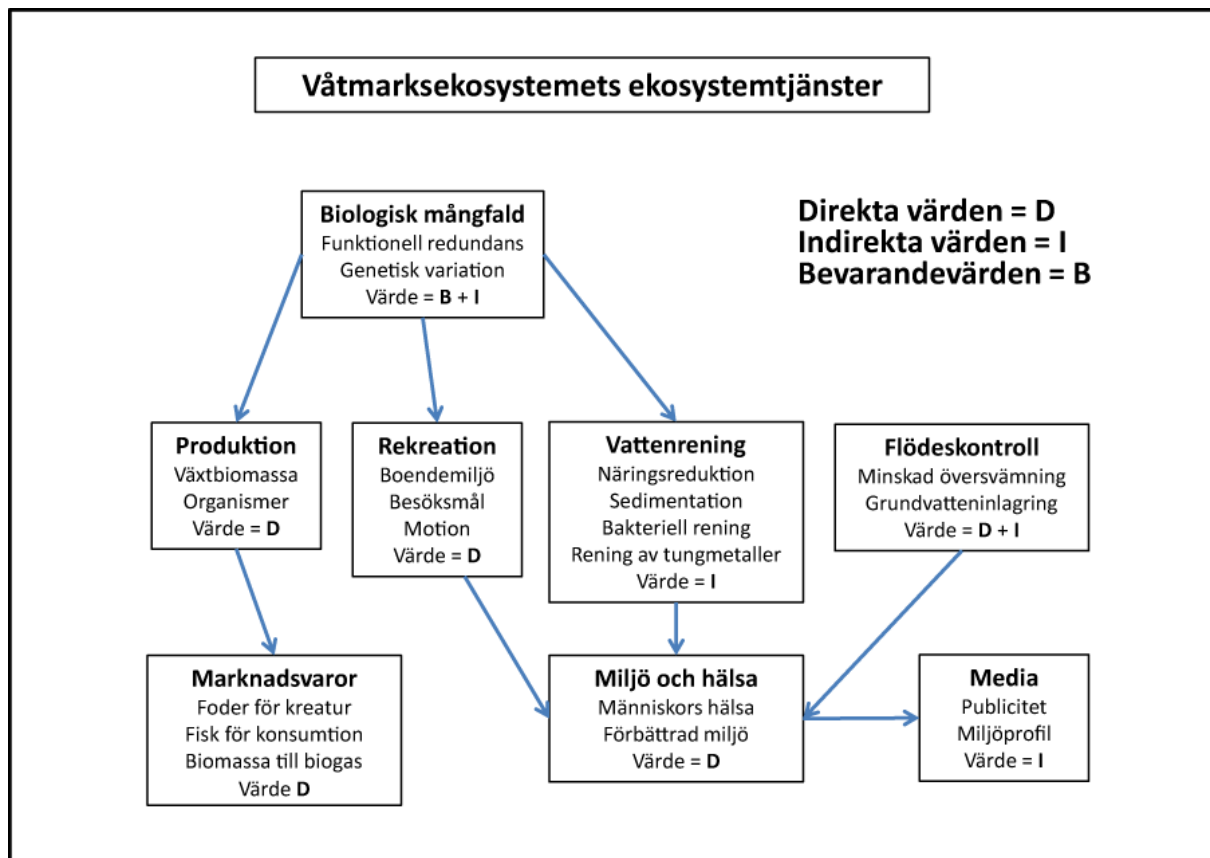 Våtmarksekosystemets ekosystemtjänster
Biologisk mångfald
Funktionell redundans
Genetisk variation
Värde = B + I
Direkta värden = D
Indirekta värden = I
Bevarandevärden = B
Produktion
Växtbiomassa
Organismer
Värde = D
Rekreation
Boendemiljö
Besöksmål
Motion
Värde = D
Vattenrening
Näringsreduktion
Sedimentation
Bakteriell rening
Rening av tungmetaller
Värde = I
Flödeskontroll
Minskad översvämning
Grundvatteninlagring
Värde = D + I
Marknadsvaror
Foder för kreatur
Fisk för konsumtion
Biomassa till biogas
Värde D
Miljö och hälsa
Människors hälsa
Förbättrad miljö
Värde = D
Media
Publicitet
Miljöprofil
Värde = I